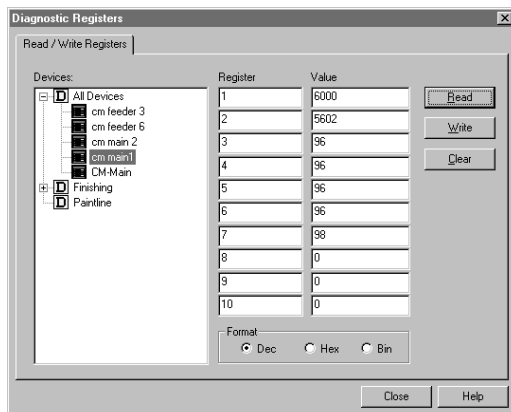 Diagnostic Registers
Read / Write Registers
Devices:
Register Value
All Devices
cm feeder 3
cm feeder 6
cm main 2
cm main1
CM-Main
Finishing
Paintline
1 6000
2 5602
3 96
4 96
5 96
6 96
7 98
8 0
9 0
10 0
Read
Write
Clear
Format
Dec Hex Bin
Close Help